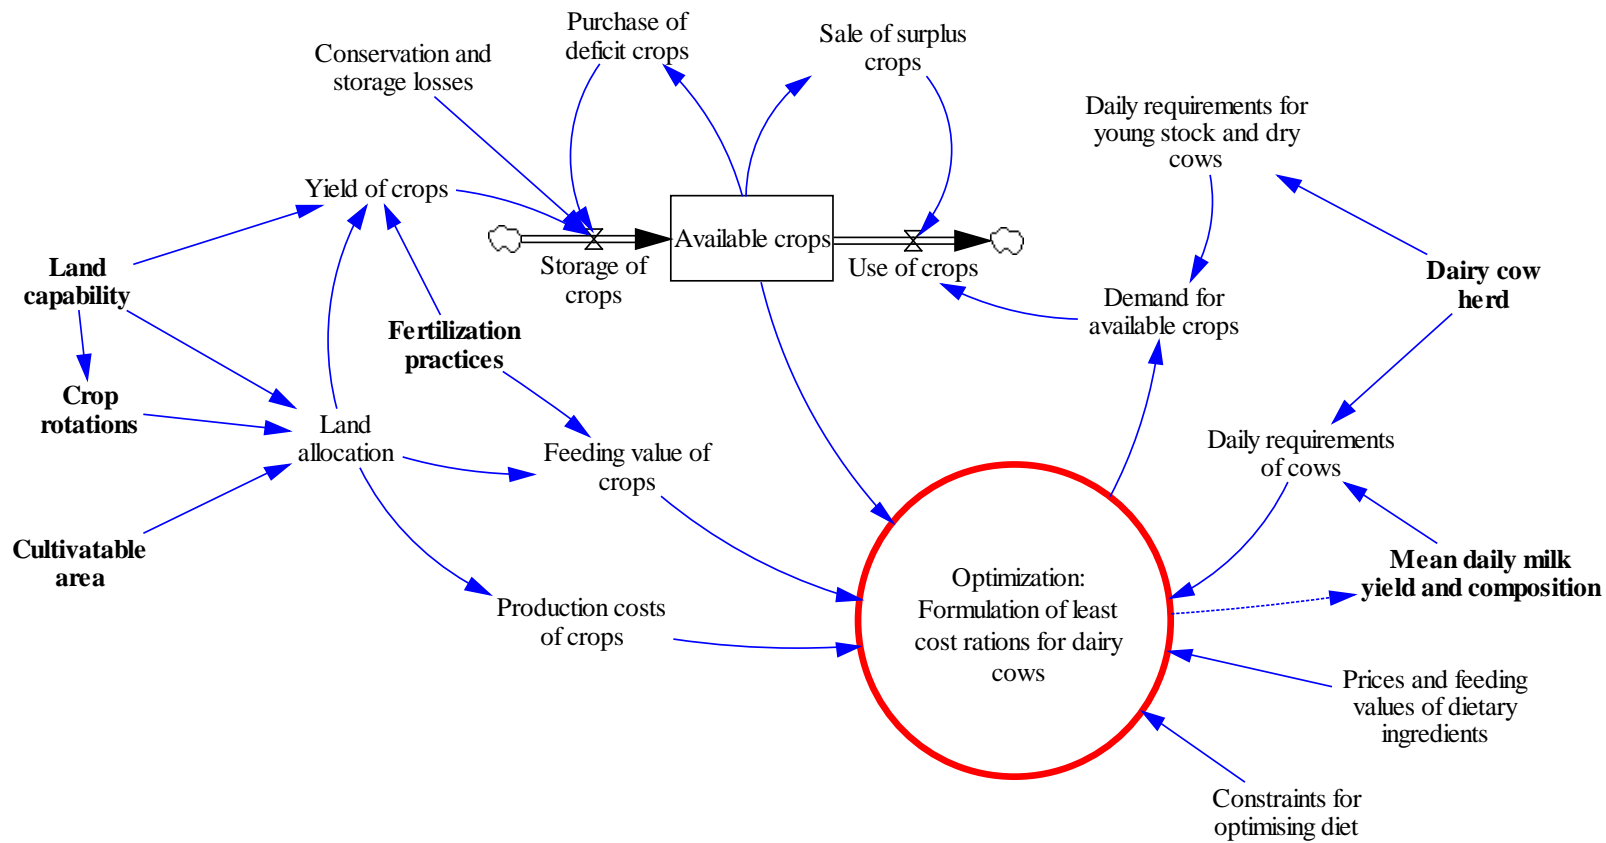 Purchase of
deficit crops
Sale of surplus
crops
Conservation and
storage losses
Daily requirements for
young stock and dry
cows
Yield of crops
Available crops
Storage of
crops
Use of crops
Land
capability
Dairy cow
herd
Demand for
available crops
Fertilization
practices
Crop
rotations
Land
allocation
Feeding value of
crops
Daily requirements
of cows
Cultivatable
area
Mean daily milk
yield and composition
Optimization:
Formulation of least
cost rations for dairy
cows
Production costs
of crops
Prices and feeding
values of dietary
ingredients
Constraints for
optimising diet